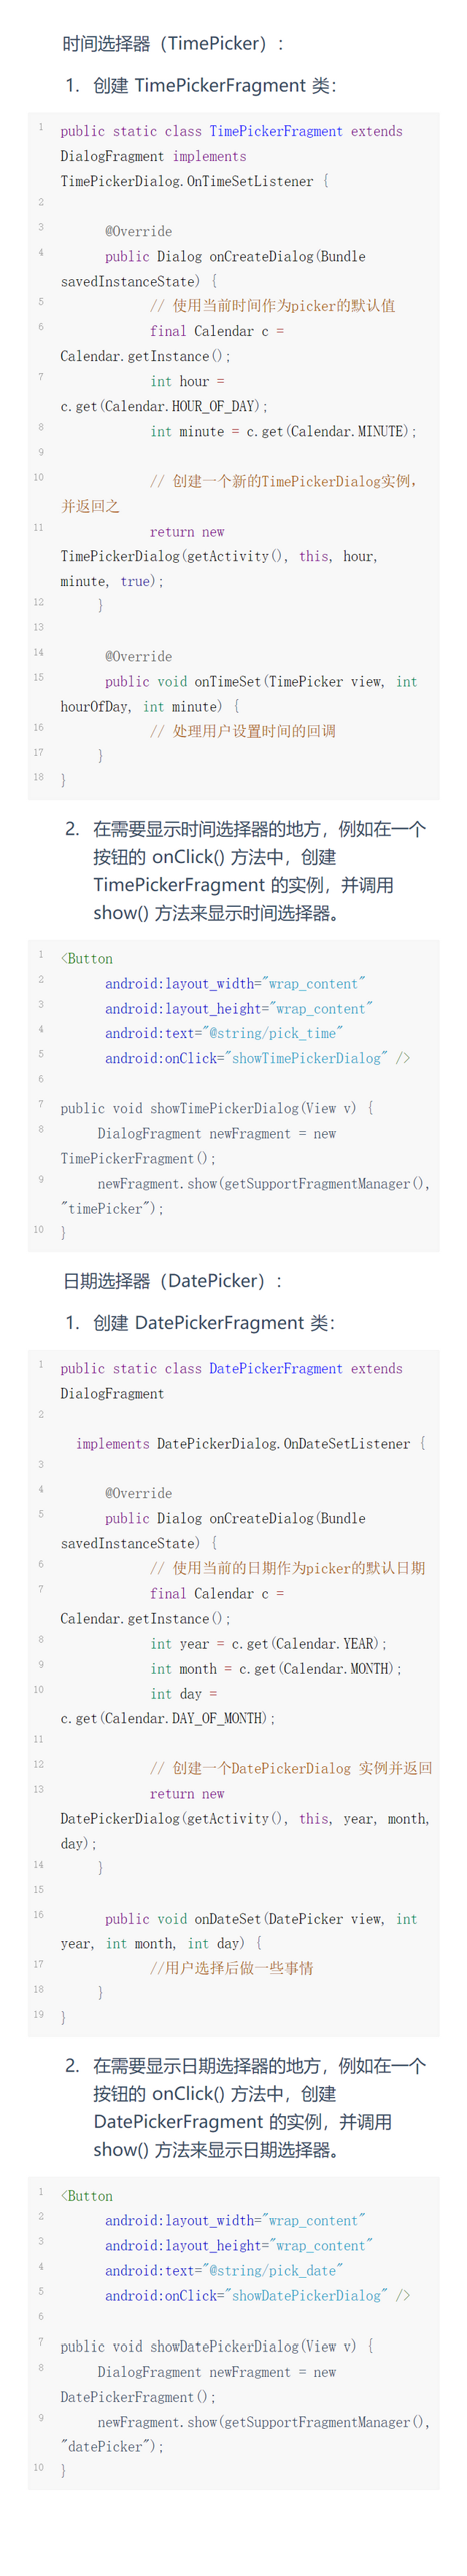 时间选择器（TimePicker）：
1. 创建 TimePickerFragment 类：
1 public static class TimePickerFragment extends
DialogFragment implements
TimePickerDialog.OnTimeSetListener {
2
3 @Override
4 public Dialog onCreateDialog(Bundle
savedInstanceState) {
5 // 使用当前时间作为picker的默认值
6 final Calendar c =
Calendar.getInstance();
7 int hour =
c.get(Calendar.HOUR_OF_DAY);
8 int minute = c.get(Calendar.MINUTE);
9
10 // 创建一个新的TimePickerDialog实例，
并返回之
11 return new
TimePickerDialog(getActivity(), this, hour,
minute, true);
12 }
13
14 @Override
15 public void onTimeSet(TimePicker view, int
hourOfDay, int minute) {
16 // 处理用户设置时间的回调
17 }
18 }
2. 在需要显示时间选择器的地方，例如在一个
按钮的 onClick() 方法中，创建
TimePickerFragment 的实例，并调用
show() 方法来显示时间选择器。
1 <Button
2 android:layout_width="wrap_content"
3 android:layout_height="wrap_content"
4 android:text="@string/pick_time"
5 android:onClick="showTimePickerDialog" />
6
7 public void showTimePickerDialog(View v) {
8 DialogFragment newFragment = new
TimePickerFragment();
9 newFragment.show(getSupportFragmentManager(),
"timePicker");
10 }
日期选择器（DatePicker）：
1. 创建 DatePickerFragment 类：
1 public static class DatePickerFragment extends
DialogFragment
2
implements DatePickerDialog.OnDateSetListener {
3
4 @Override
5 public Dialog onCreateDialog(Bundle
savedInstanceState) {
6 // 使用当前的日期作为picker的默认日期
7 final Calendar c =
Calendar.getInstance();
8 int year = c.get(Calendar.YEAR);
9 int month = c.get(Calendar.MONTH);
10 int day =
c.get(Calendar.DAY_OF_MONTH);
11
12 // 创建一个DatePickerDialog 实例并返回
13 return new
DatePickerDialog(getActivity(), this, year, month,
day);
14 }
15
16 public void onDateSet(DatePicker view, int
year, int month, int day) {
17 //用户选择后做一些事情
18 }
19 }
2. 在需要显示日期选择器的地方，例如在一个
按钮的 onClick() 方法中，创建
DatePickerFragment 的实例，并调用
show() 方法来显示日期选择器。
1 <Button
2 android:layout_width="wrap_content"
3 android:layout_height="wrap_content"
4 android:text="@string/pick_date"
5 android:onClick="showDatePickerDialog" />
6
7 public void showDatePickerDialog(View v) {
8 DialogFragment newFragment = new
DatePickerFragment();
9 newFragment.show(getSupportFragmentManager(),
"datePicker");
10 }